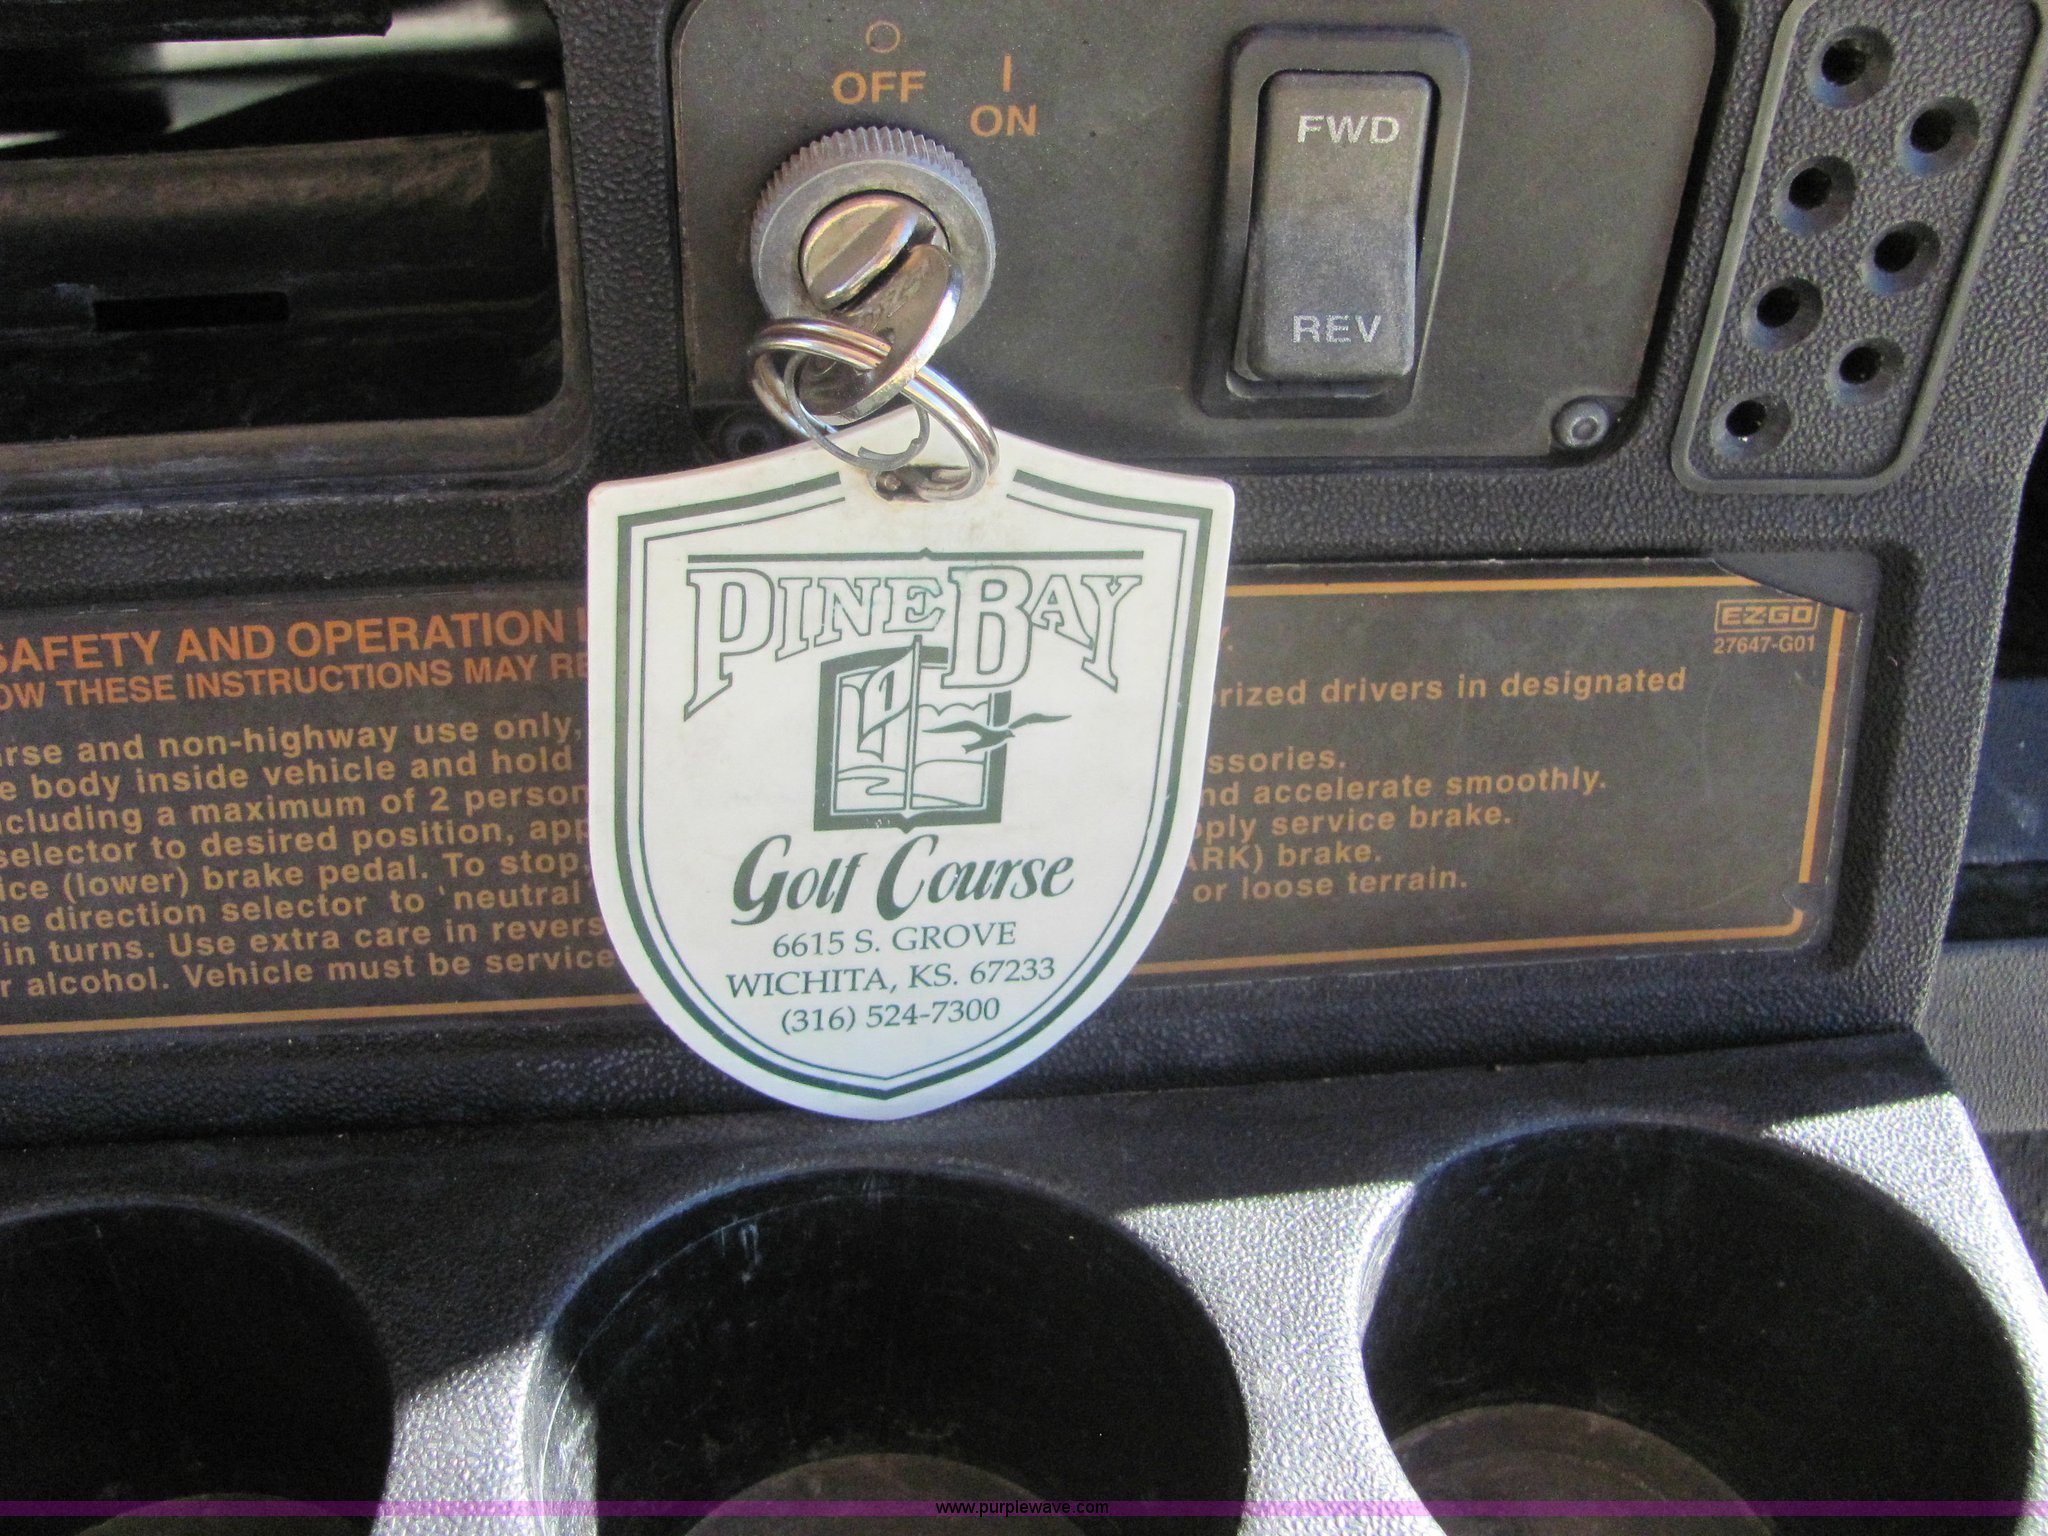 OFF
I
ON
FWD
REV
PINE BAY
1
Golf Course
6615 S. GROVE
WICHITA, KS. 67233
(316) 524-7300
EZGO
27647-G01
SAFETY AND OPERATION
OW THESE INSTRUCTIONS MAY RE
urse and non-highway use only,
rized drivers in designated
e body inside vehicle and hold
ssories.
ncluding a maximum of 2 person
nd accelerate smoothly.
selector to desired position, app
pply service brake.
ice (lower) brake pedal. To stop,
ARK) brake.
he direction selector to 'neutral'
or loose terrain.
in turns. Use extra care in revers
r alcohol. Vehicle must be service
www.purplewave.com